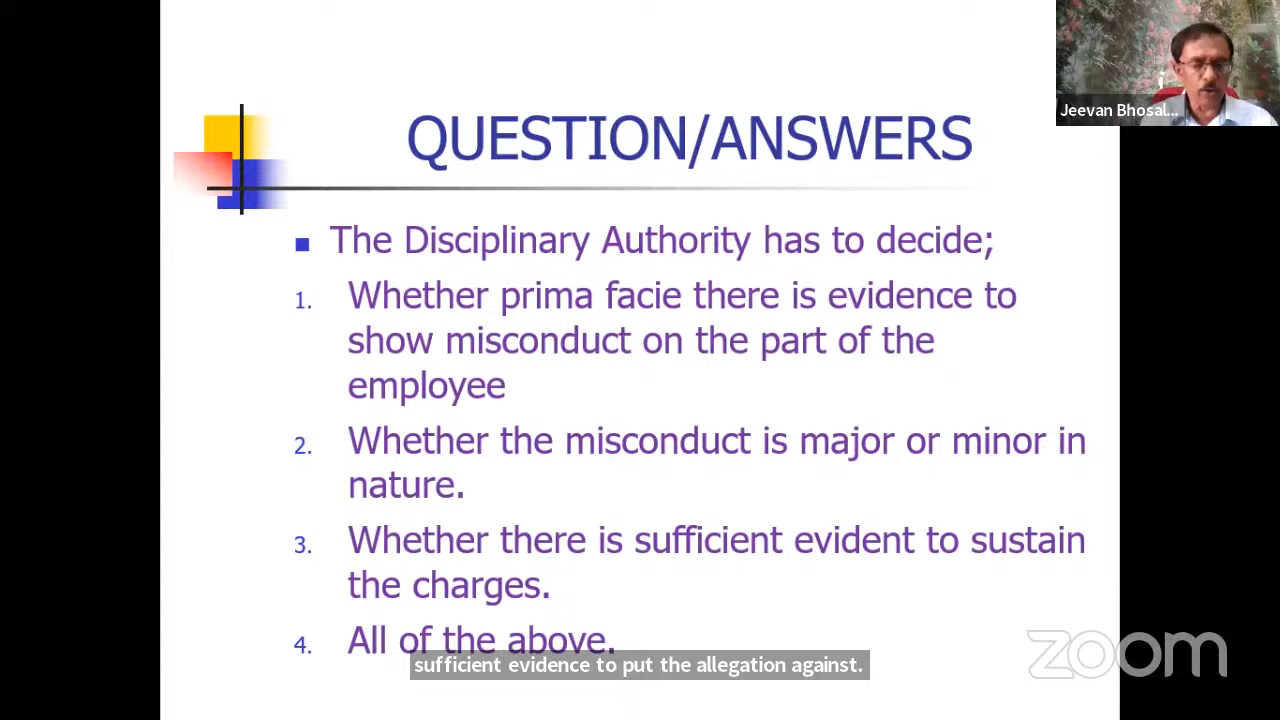 Jeevan Bhosal...
QUESTION/ANSWERS
■ The Disciplinary Authority has to decide;
1. Whether prima facie there is evidence to
show misconduct on the part of the
employee
2. Whether the misconduct is major or minor in
nature.
3. Whether there is sufficient evident to sustain
the charges.
4. All of the above.
sufficient evidence to put the allegation against.
zoom